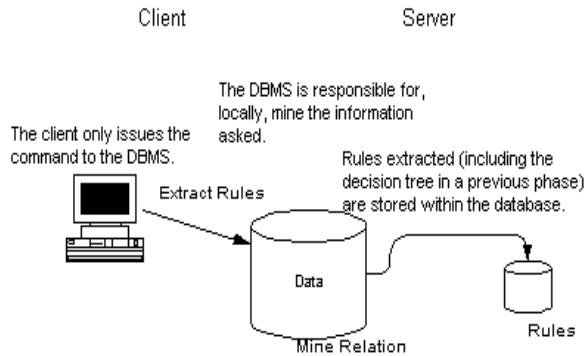 Client
Server
The DBMS is responsible for,
locally, mine the information
asked.
The client only issues the
command to the DBMS.
Rules extracted (including the
decision tree in a previous phase)
are stored within the database.
Extract Rules
Data
Mine Relation
Rules